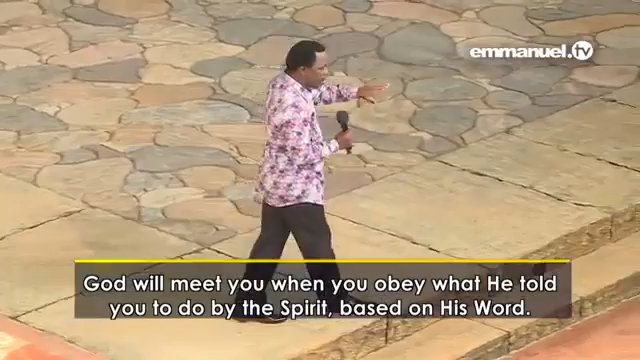 emmanuel.tv
God will meet you when you obey what He told
you to do by the Spirit, based on His Word.